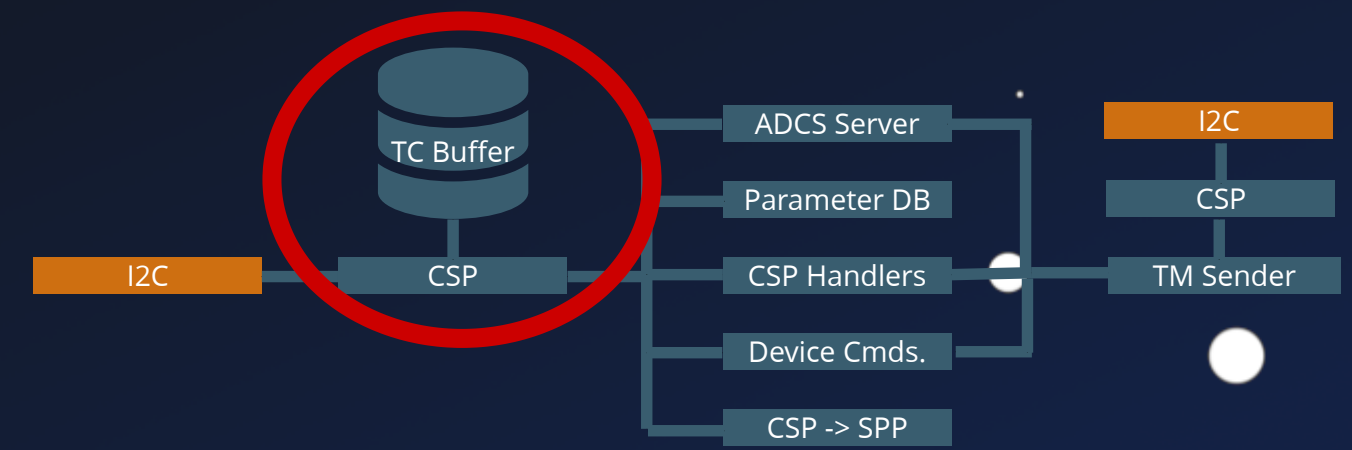 TC Buffer
I2C
CSP
ADCS Server
Parameter DB
CSP Handlers
Device Cmds.
CSP -> SPP
I2C
CSP
TM Sender